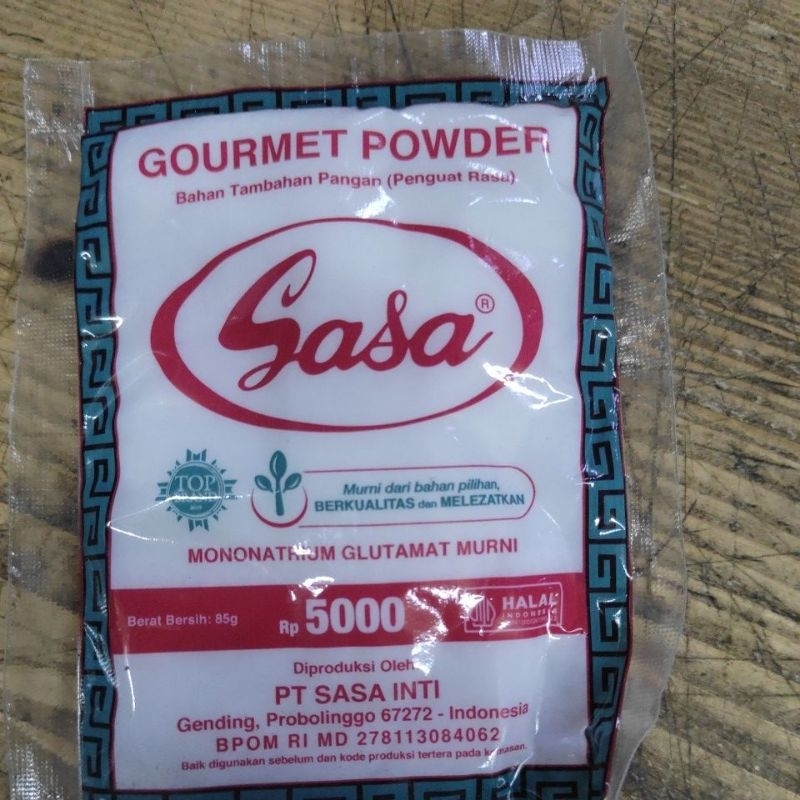 GOURMET POWDER
Bahan Tambahan Pangan (Penguat Rasa)
Sasa ®
TOP
Murni dari bahan pilihan,
BERKUALITAS dan MELEZATKAN
MONONATRIUM GLUTAMAT MURNI
Berat Bersih: 85g
Rp 5000
HALAL
INDONESIA
Diproduksi Oleh
PT SASA INTI
Gending, Probolinggo 67272 - Indonesia
BPOM RI MD 278113084062
Baik digunakan sebelum dan kode produksi tertera pada kemasan.